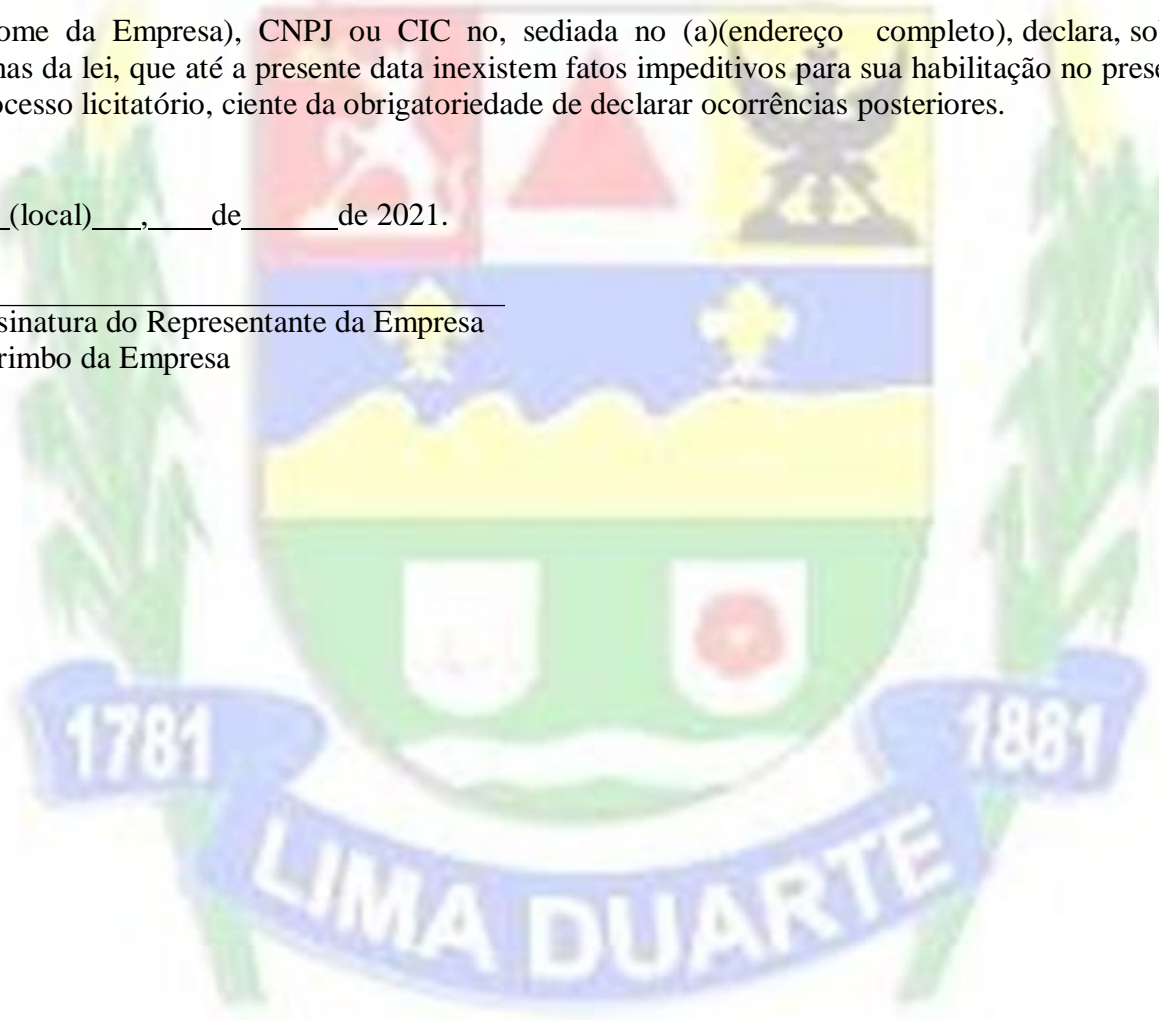 ome da Empresa), CNPJ ou CIC no, sediada no (a)(endereço completo), declara, so
nas da lei, que até a presente data inexistem fatos impeditivos para sua habilitação no prese
ocesso licitatório, ciente da obrigatoriedade de declarar ocorrências posteriores.
_(local)___,____de______de 2021.
sinatura do Representante da Empresa
rimbo da Empresa
1781
1881
LIMA DUARTE